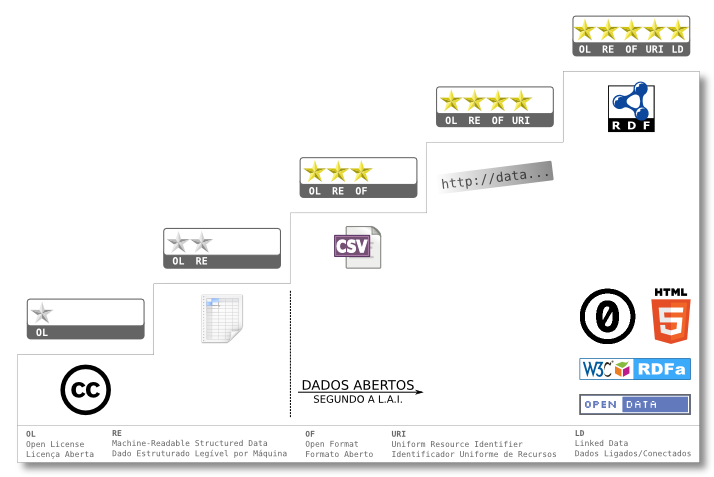 OL RE OF URI LD
RDF
OL RE OF URI
http://data...
OL RE OF
CSV
OL RE
OL
cc
0
HTML
5
W3C RDFa
DADOS ABERTOS
SEGUNDO A L.A.I.
OPEN DATA
OL
Open License
Licença Aberta
RE
Machine-Readable Structured Data
Dado Estruturado Legível por Máquina
OF
Open Format
Formato Aberto
URI
Uniform Resource Identifier
Identificador Uniforme de Recursos
LD
Linked Data
Dados Ligados/Conectados